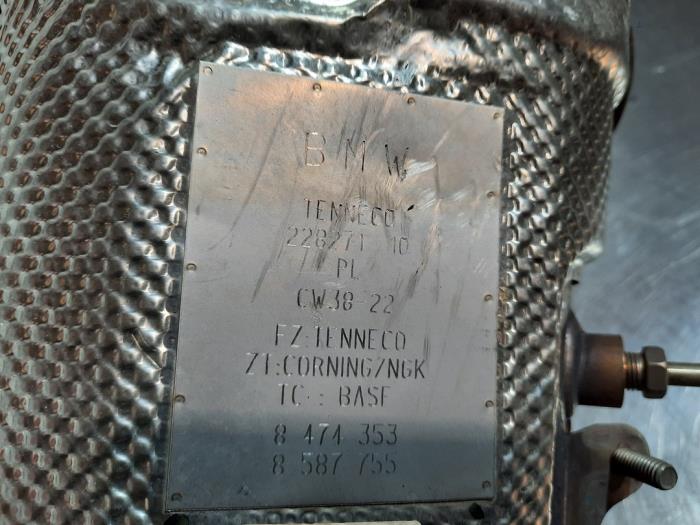 BMW
TENNECO
228271 10
PL
CW38 22
FZ:TENNECO
ZT:CORNING/NGK
TC: BASF
8 474 353
8 587 755